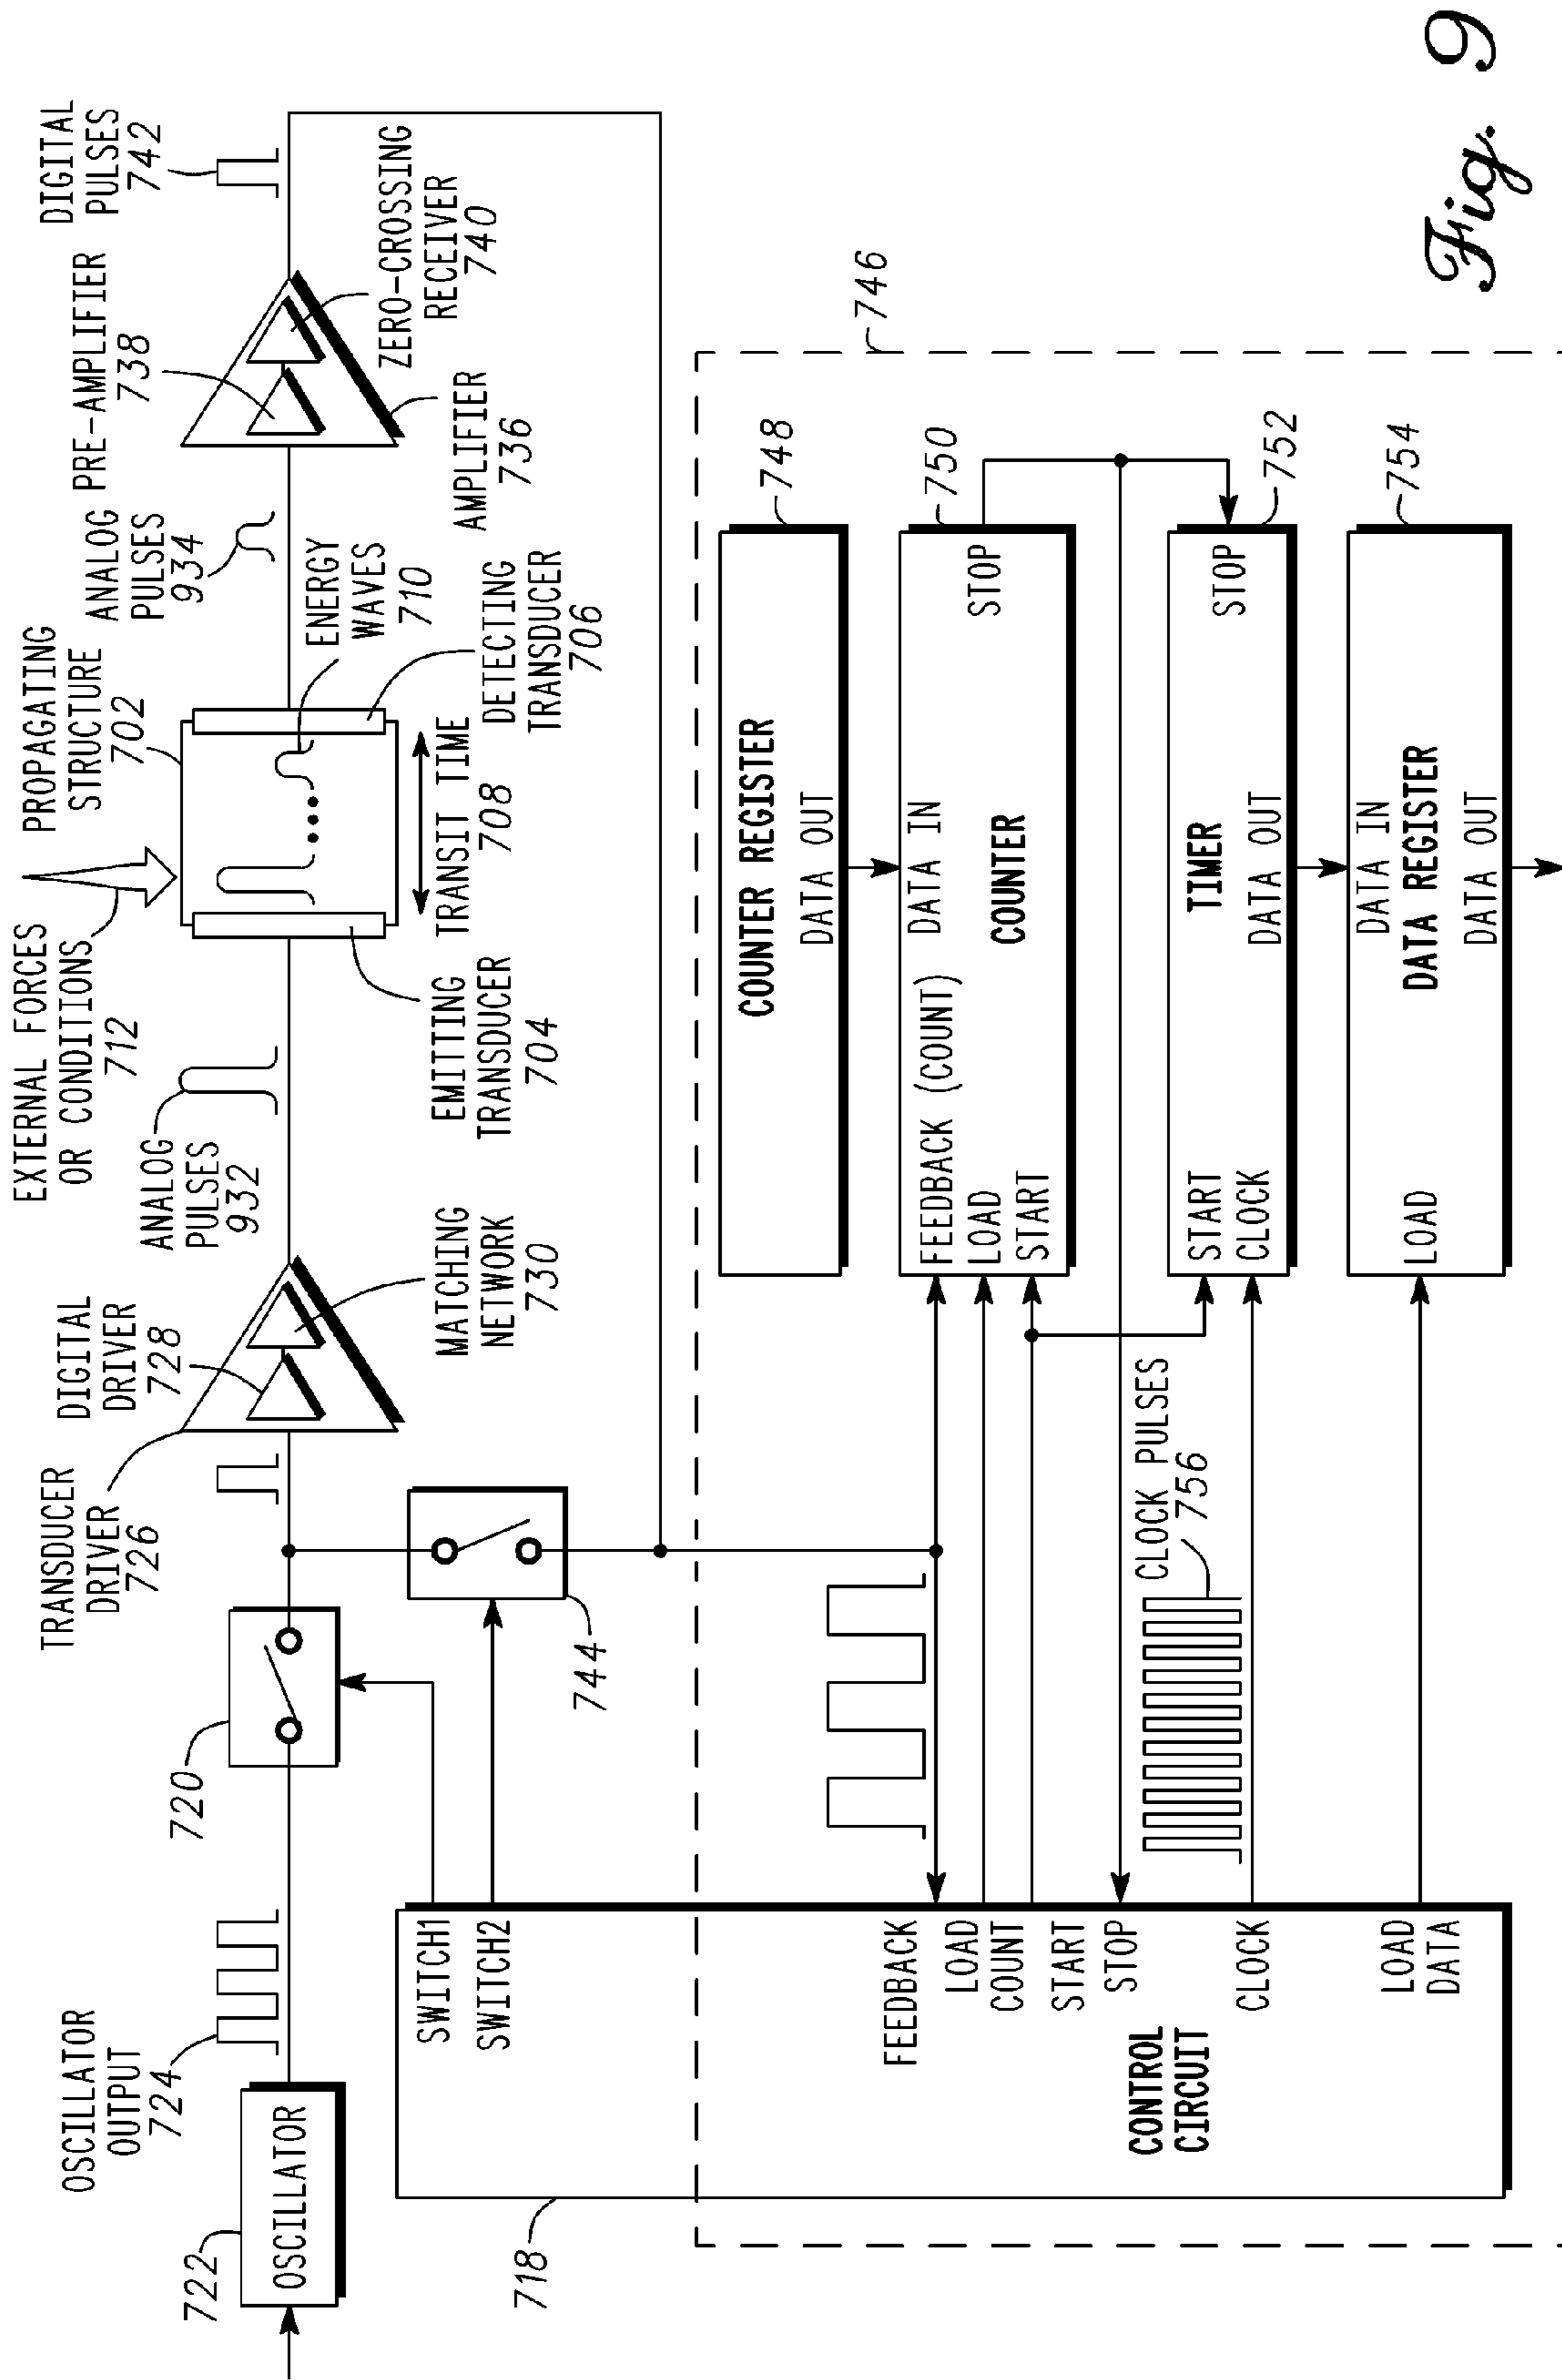 EXTERNAL FORCES
OR CONDITIONS
712
PROPAGATING
STRUCTURE
702
TRANSDUCER
DRIVER
726
DIGITAL
DRIVER
728
ANALOG
PULSES
932
ANALOG
PULSES
934
PRE-AMPLIFIER
738
DIGITAL
PULSES
742
OSCILLATOR
OUTPUT
724
720
722
OSCILLATOR
MATCHING
NETWORK
730
EMITTING
TRANSDUCER
704
TRANSIT TIME
708
ENERGY
WAVES
710
DETECTING
TRANSDUCER
706
AMPLIFIER
736
ZERO-CROSSING
RECEIVER
740
744
718
SWITCH1
SWITCH2
FEEDBACK
LOAD
COUNT
START
STOP
CLOCK
LOAD
DATA
CONTROL
CIRCUIT
CLOCK PULSES
756
746
COUNTER REGISTER
DATA OUT
748
FEEDBACK (COUNT)
DATA IN
LOAD
START
COUNTER
STOP
750
START
CLOCK
TIMER
DATA OUT
STOP
752
LOAD
DATA IN
DATA REGISTER
DATA OUT
754
Fig. 9